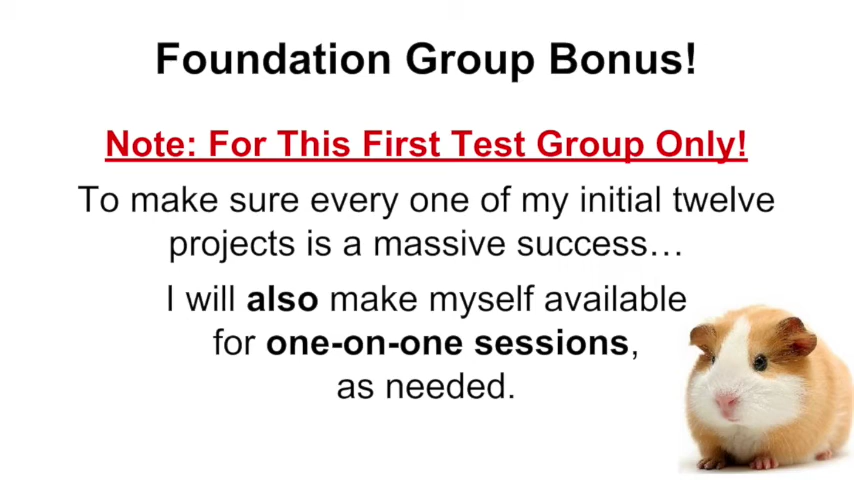 Foundation Group Bonus!
Note: For This First Test Group Only!
To make sure every one of my initial twelve
projects is a massive success…
I will also make myself available
for one-on-one sessions,
as needed.